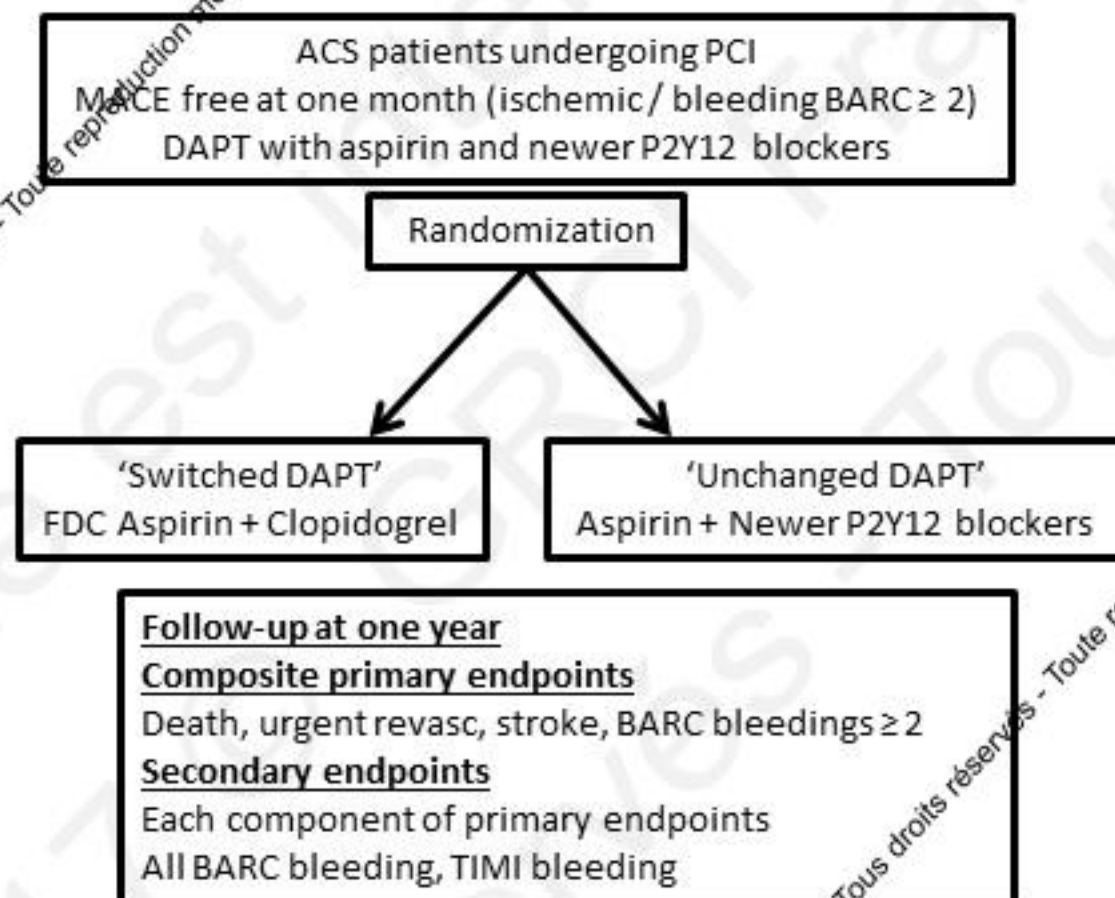 ACS patients undergoing PCI
MACE free at one month (ischemic / bleeding BARC ≥ 2)
DAPT with aspirin and newer P2Y12 blockers
Randomization
‘Switched DAPT’
FDC Aspirin + Clopidogrel
‘Unchanged DAPT’
Aspirin + Newer P2Y12 blockers
Follow-up at one year
Composite primary endpoints
Death, urgent revasc, stroke, BARC bleedings ≥ 2
Secondary endpoints
Each component of primary endpoints
All BARC bleeding, TIMI bleeding
- Toute reproduction
Tous droits réservés - Toute
est
GRCI